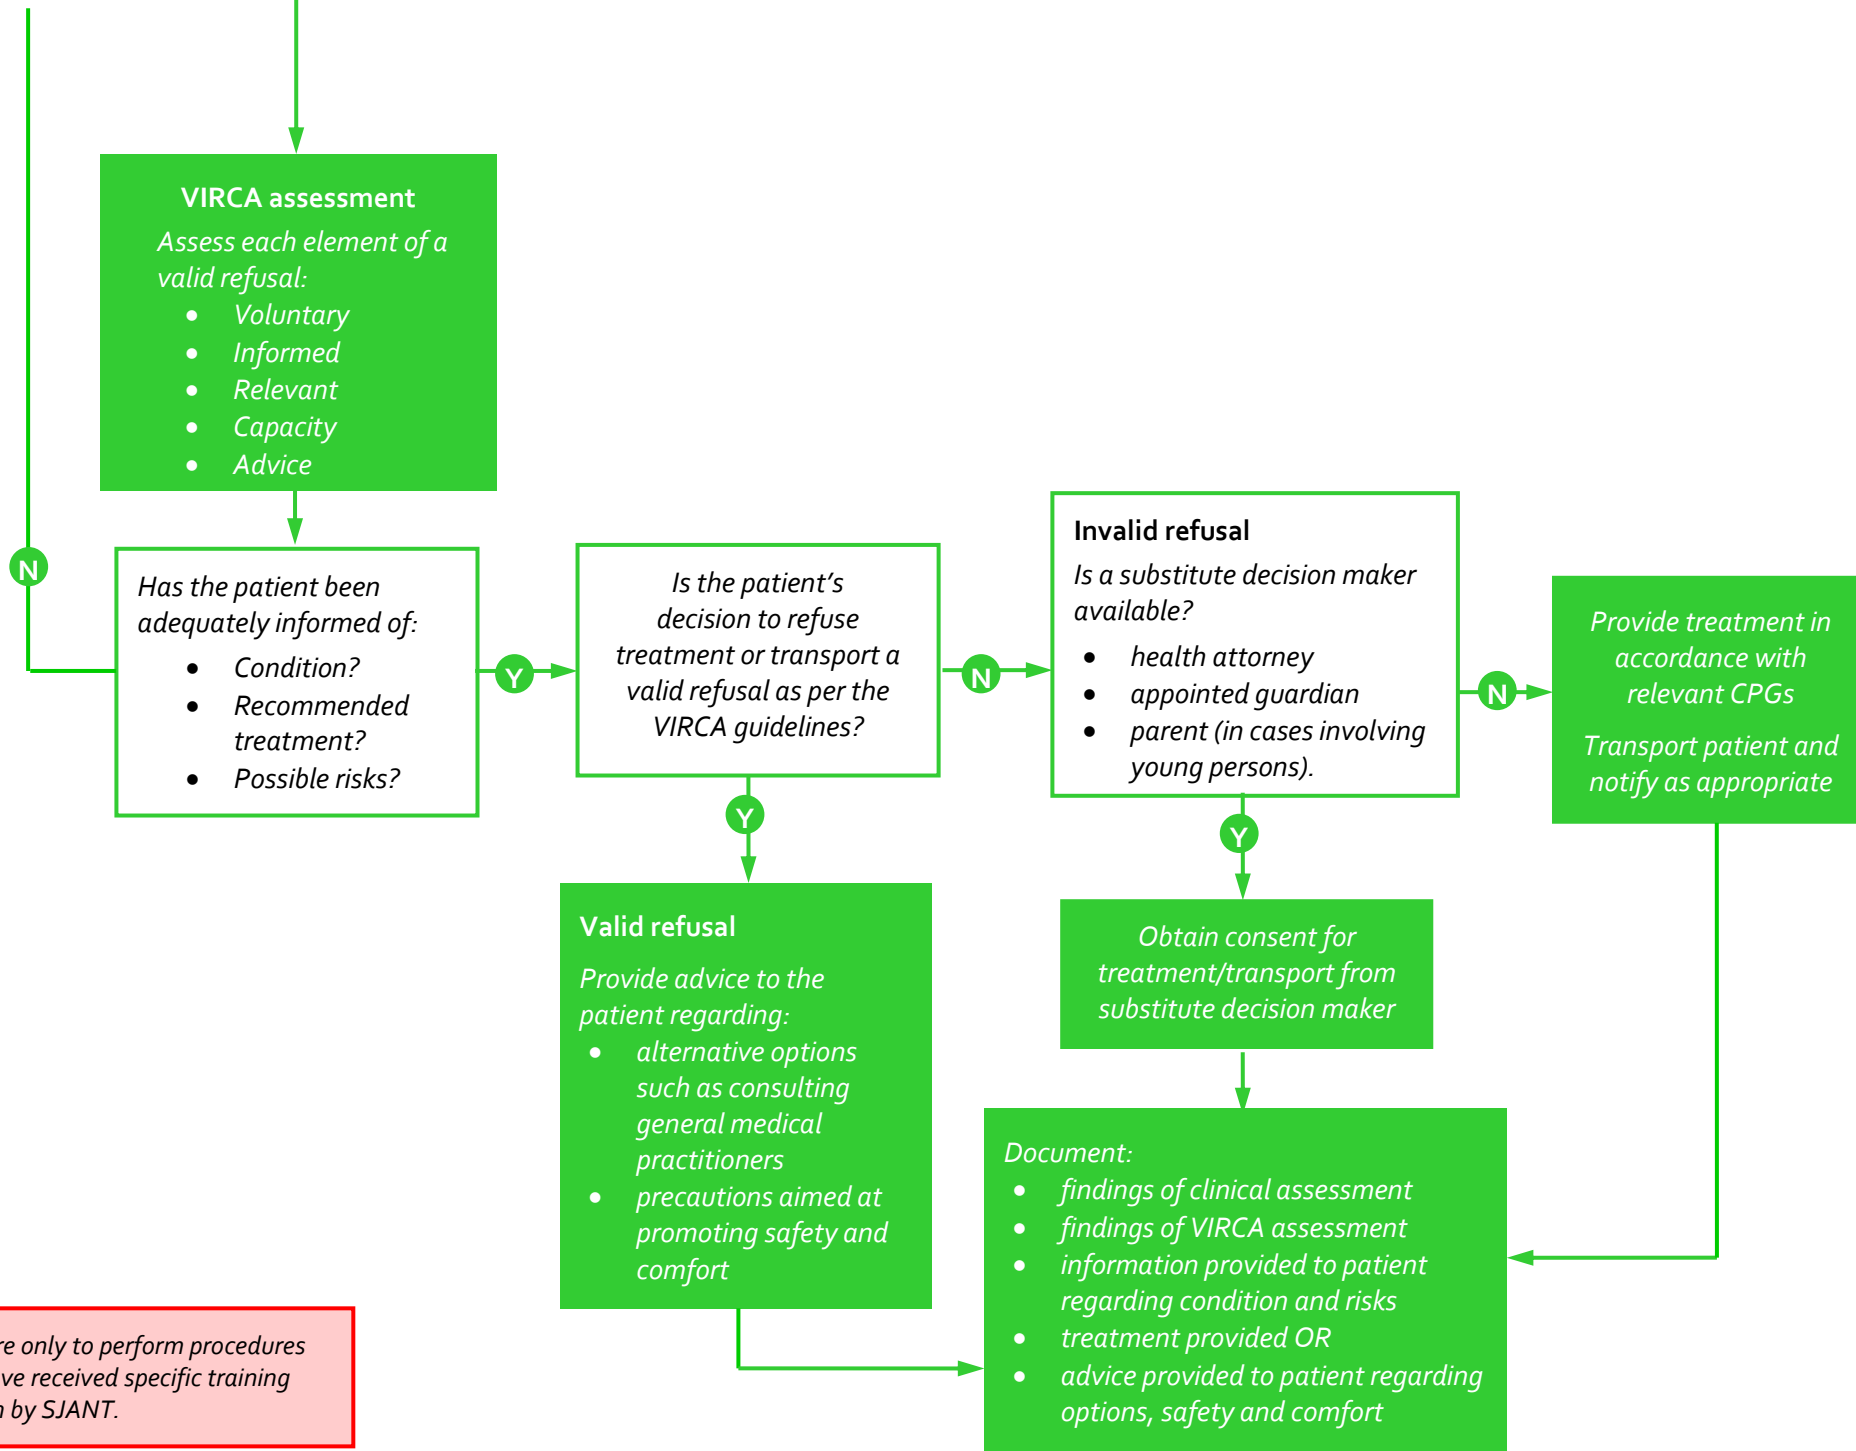 VIRCA assessment
Assess each element of a
valid refusal:
• Voluntary
• Informed
• Relevant
• Capacity
• Advice
N
Has the patient been
adequately informed of:
• Condition?
• Recommended
treatment?
• Possible risks?
Y
Is the patient’s
decision to refuse
treatment or transport a
valid refusal as per the
VIRCA guidelines?
N
Invalid refusal
Is a substitute decision maker
available?
• health attorney
• appointed guardian
• parent (in cases involving
young persons).
N
Provide treatment in
accordance with
relevant CPGs
Transport patient and
notify as appropriate
Y
Y
Valid refusal
Provide advice to the
patient regarding:
• alternative options
such as consulting
general medical
practitioners
• precautions aimed at
promoting safety and
comfort
Obtain consent for
treatment/transport from
substitute decision maker
Document:
• findings of clinical assessment
• findings of VIRCA assessment
• information provided to patient
regarding condition and risks
• treatment provided OR
• advice provided to patient regarding
options, safety and comfort
only to perform procedures
received specific training
by SJANT.